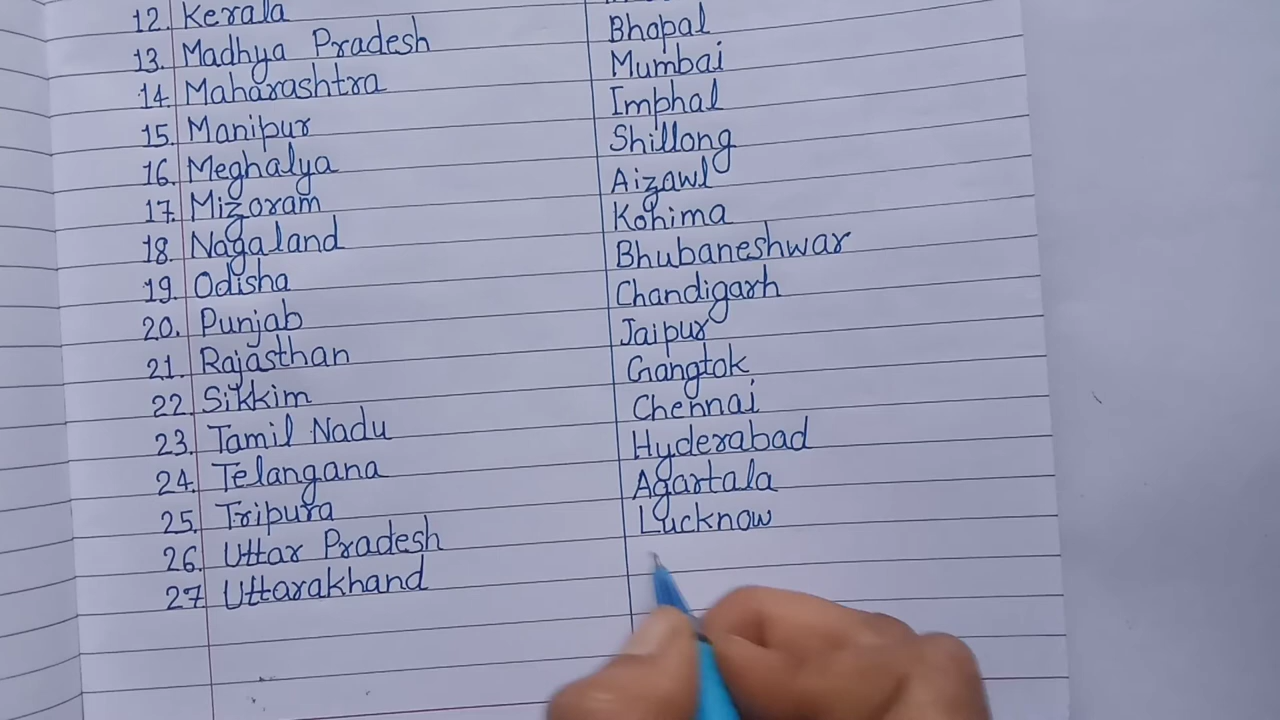 12. Kerala
13. Madhya Pradesh Bhopal
14. Maharashtra Mumbai
15. Manipur Imphal
16. Meghalya Shillong
17. Mizoram Aizawl
18. Nagaland Kohima
19. Odisha Bhubaneshwar
20. Punjab Chandigarh
21. Rajasthan Jaipur
22. Sikkim Gangtok
23. Tamil Nadu Chennai
24. Telangana Hyderabad
25. Tripura Agartala
26. Uttar Pradesh Lucknow
27 Uttarakhand